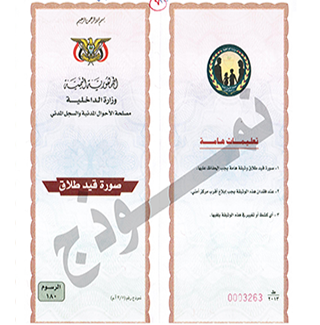 بسم الله الرحمن الرحيم
الجمهورية اليمنية
وزارة الداخلية
مصلحة الأحوال المدنية والسجل المدني
صورة قيد طلاق
الرسوم
١٨٠
نموذج
تعليمات هامة
١- صورة قيد طلاق وثيقة هامة يجب الحفاظ عليها.
٢- عند فقدان هذه الوثيقة يجب إبلاغ أقرب مركز أمني.
٣- أي كشط أو تغيير في هذه الوثيقة يلغيها.
0003263
٢٠١٣